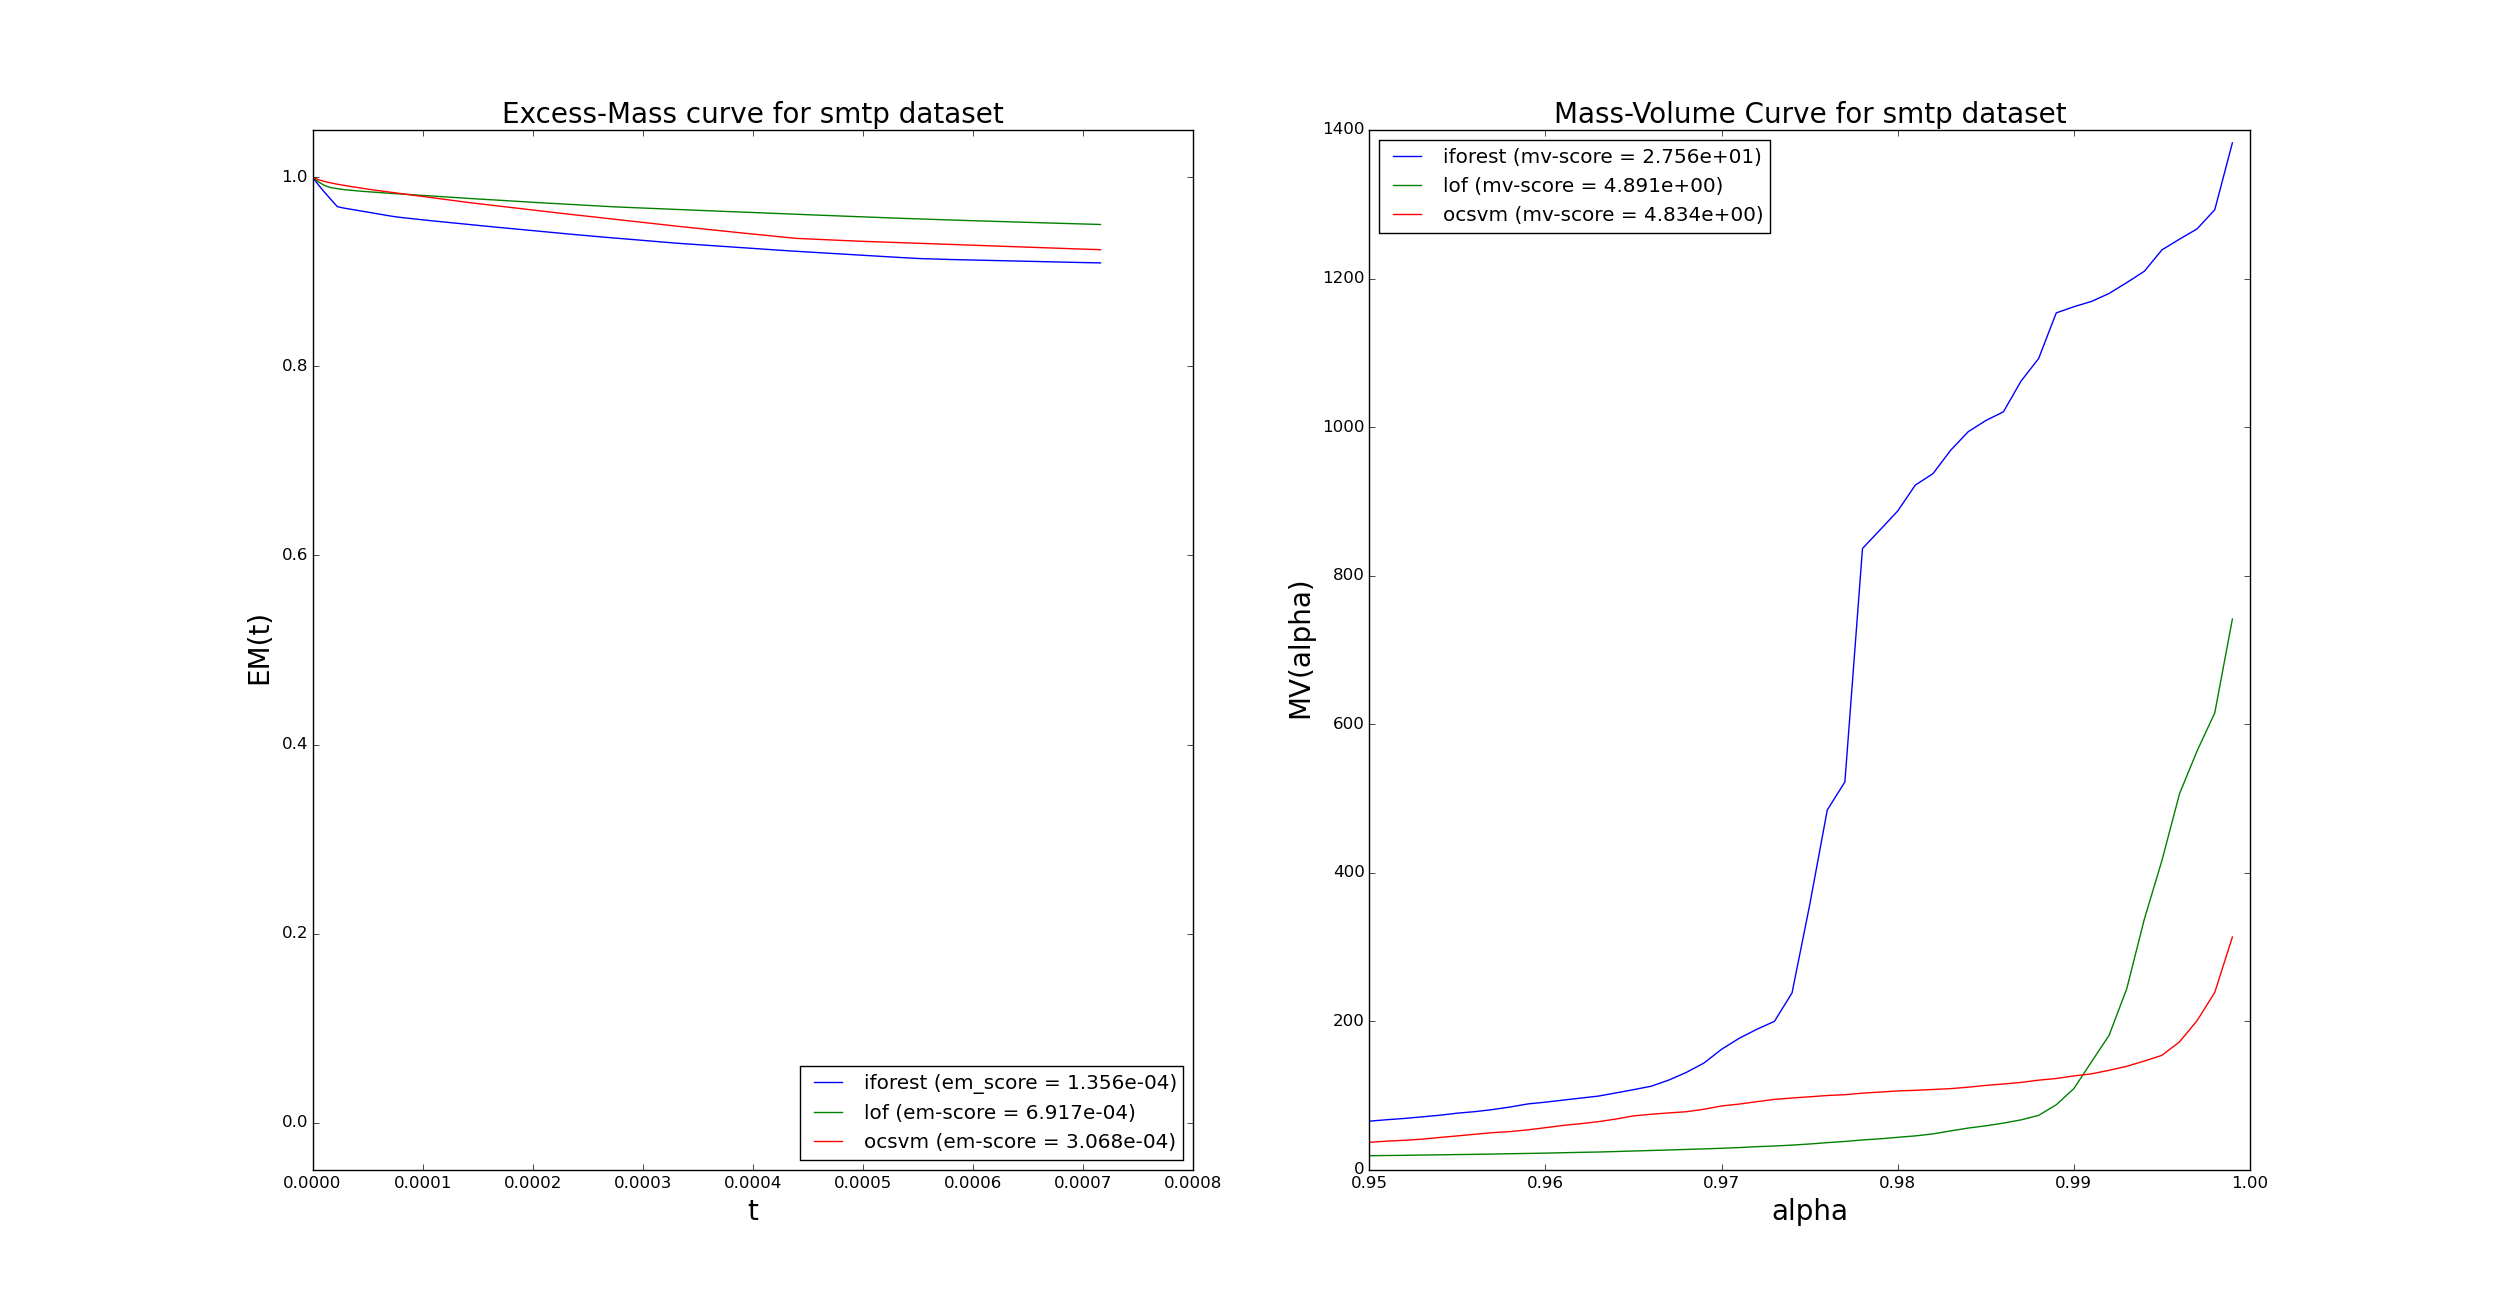 Excess-Mass curve for smtp dataset
1.0
0.8
0.6
0.4
0.2
0.0
EM(t)
iforest (em_score = 1.356e-04)
lof (em-score = 6.917e-04)
ocsvm (em-score = 3.068e-04)
0.0000 0.0001 0.0002 0.0003 0.0004 0.0005 0.0006 0.0007 0.0008
t
Mass-Volume Curve for smtp dataset
iforest (mv-score = 2.756e+01)
lof (mv-score = 4.891e+00)
ocsvm (mv-score = 4.834e+00)
1400
1200
1000
800
600
400
200
0
MV(alpha)
0.95 0.96 0.97 0.98 0.99 1.00
alpha